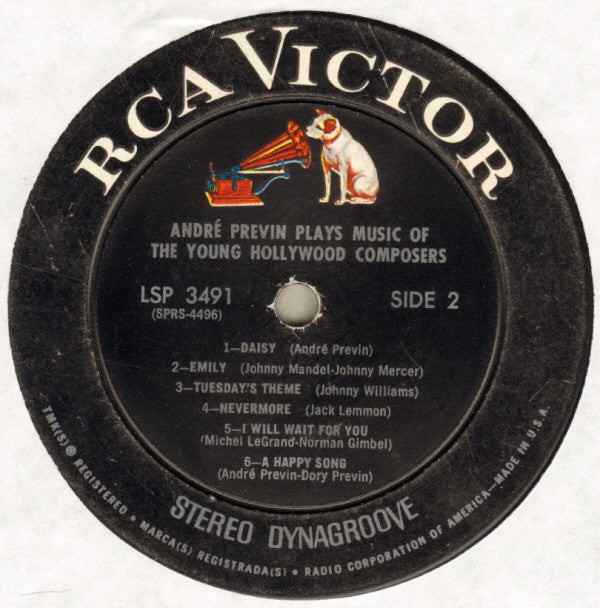 RCA VICTOR
ANDRÉ PREVIN PLAYS MUSIC OF
THE YOUNG HOLLYWOOD COMPOSERS
LSP 3491
(SPRS-4496)
SIDE 2
1—DAISY (André Previn)
2—EMILY (Johnny Mandel-Johnny Mercer)
3—TUESDAY'S THEME (Johnny Williams)
4—NEVERMORE (Jack Lemmon)
5—I WILL WAIT FOR YOU
(Michel LeGrand-Norman Gimbel)
6—A HAPPY SONG
(André Previn-Dory Previn)
STEREO DYNAGROOVE
TMK(S) ® REGISTERED • MARCA(S) REGISTRADA(S) • RADIO CORPORATION OF AMERICA—MADE IN U.S.A.